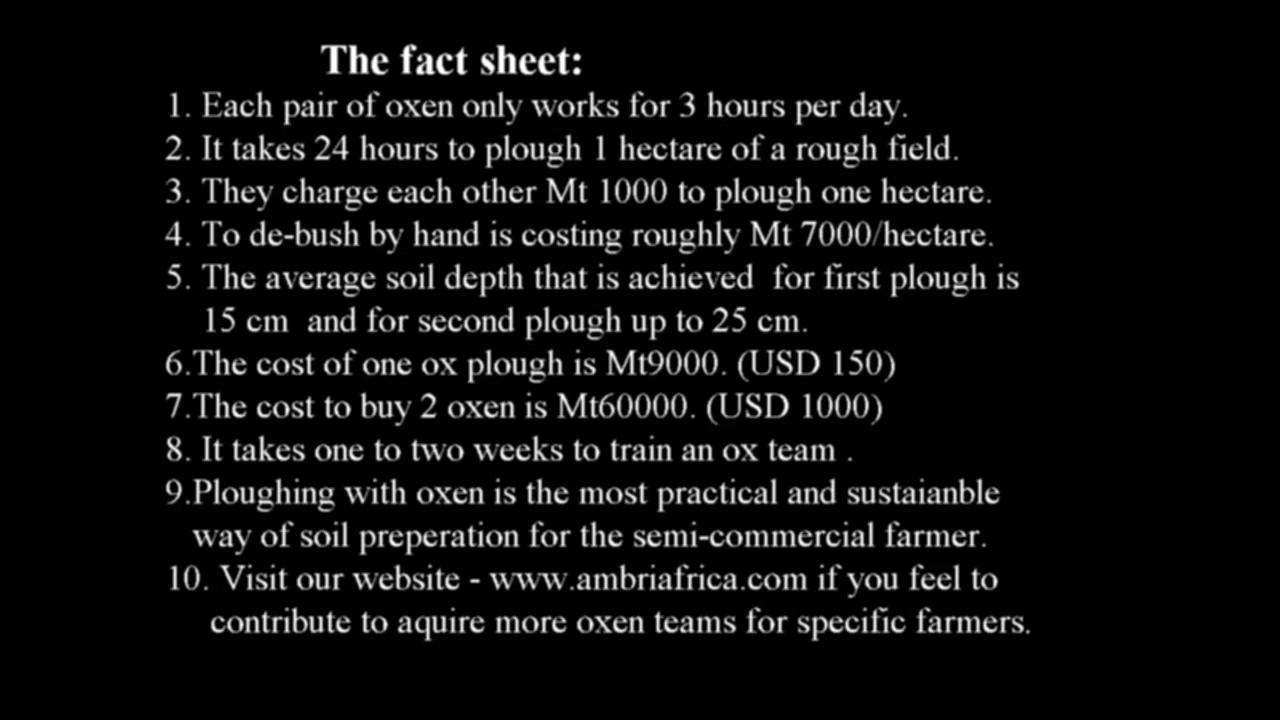 The fact sheet:
1. Each pair of oxen only works for 3 hours per day.
2. It takes 24 hours to plough 1 hectare of a rough field.
3. They charge each other Mt 1000 to plough one hectare.
4. To de-bush by hand is costing roughly Mt 7000/hectare.
5. The average soil depth that is achieved  for first plough is
15 cm  and for second plough up to 25 cm.
6.The cost of one ox plough is Mt9000. (USD 150)
7.The cost to buy 2 oxen is Mt60000. (USD 1000)
8. It takes one to two weeks to train an ox team .
9.Ploughing with oxen is the most practical and sustaianble
way of soil preperation for the semi-commercial farmer.
10. Visit our website - www.ambriafrica.com if you feel to
contribute to aquire more oxen teams for specific farmers.